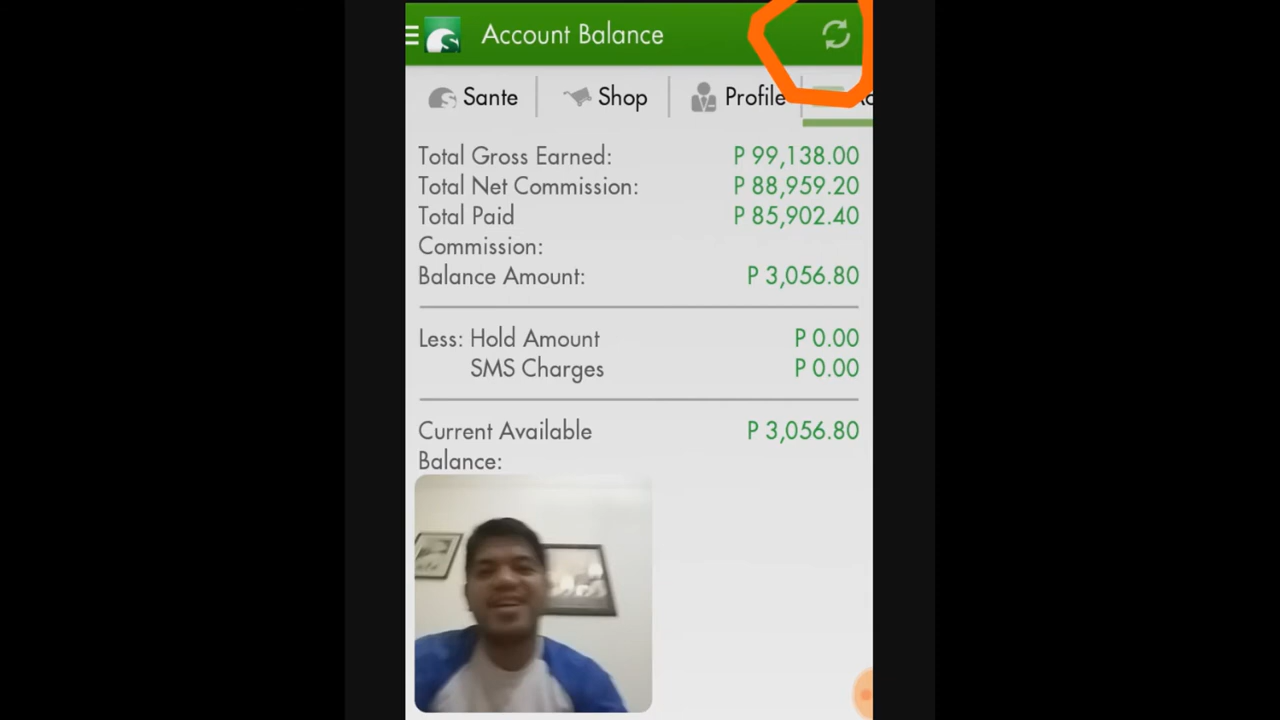 Account Balance
Sante Shop Profile
Total Gross Earned: P 99,138.00
Total Net Commission: P 88,959.20
Total Paid P 85,902.40
Commission:
Balance Amount: P 3,056.80
Less: Hold Amount P 0.00
SMS Charges P 0.00
Current Available P 3,056.80
Balance: